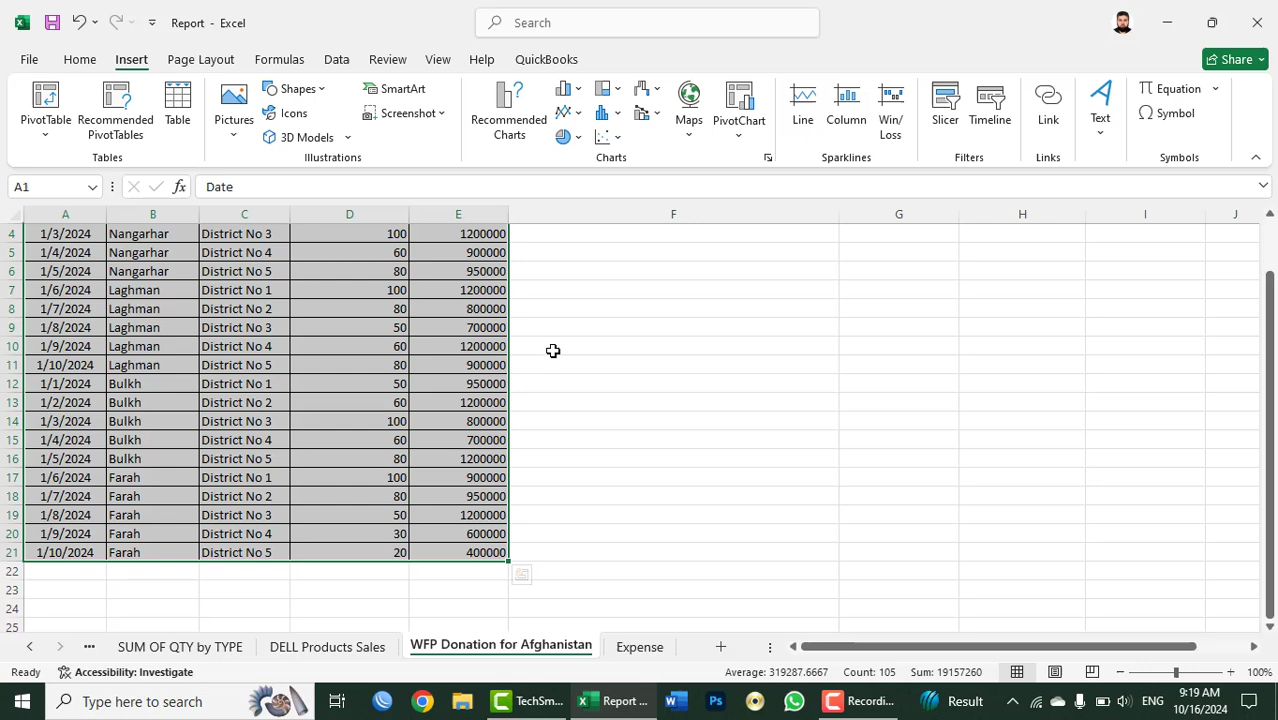 Report - Excel
Search
File Home Insert Page Layout Formulas Data Review View Help QuickBooks
Share
PivotTable
Recommended PivotTables
Table
Tables
Pictures
Shapes
Icons
3D Models
SmartArt
Screenshot
Illustrations
Recommended Charts
Maps
PivotChart
Charts
Line
Column
Win/Loss
Sparklines
Slicer
Timeline
Filters
Link
Links
Text
Equation
Symbol
Symbols
A1
fx
Date
A B C D E F G H I J
4 1/3/2024 Nangarhar District No 3 100 1200000
5 1/4/2024 Nangarhar District No 4 60 900000
6 1/5/2024 Nangarhar District No 5 80 950000
7 1/6/2024 Laghman District No 1 100 1200000
8 1/7/2024 Laghman District No 2 80 800000
9 1/8/2024 Laghman District No 3 50 700000
10 1/9/2024 Laghman District No 4 60 1200000
11 1/10/2024 Laghman District No 5 80 900000
12 1/1/2024 Bulkh District No 1 50 950000
13 1/2/2024 Bulkh District No 2 60 1200000
14 1/3/2024 Bulkh District No 3 100 800000
15 1/4/2024 Bulkh District No 4 60 700000
16 1/5/2024 Bulkh District No 5 80 1200000
17 1/6/2024 Farah District No 1 100 900000
18 1/7/2024 Farah District No 2 80 950000
19 1/8/2024 Farah District No 3 50 1200000
20 1/9/2024 Farah District No 4 30 600000
21 1/10/2024 Farah District No 5 20 400000
22
23
24
25
SUM OF QTY by TYPE DELL Products Sales WFP Donation for Afghanistan Expense
Ready Accessibility: Investigate Average: 319287.6667 Count: 105 Sum: 19157260 100%
Type here to search TechSm... Report ... Recordi... Result ENG 9:19 AM
10/16/2024